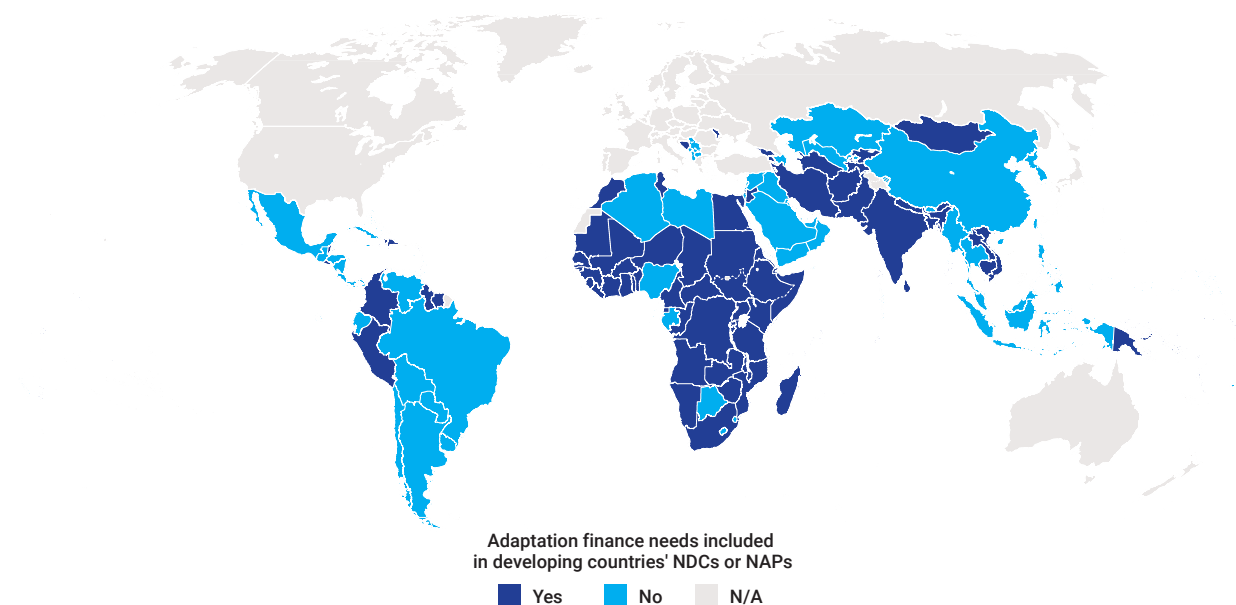 Adaptation finance needs included
in developing countries' NDCs or NAPs
Yes No N/A